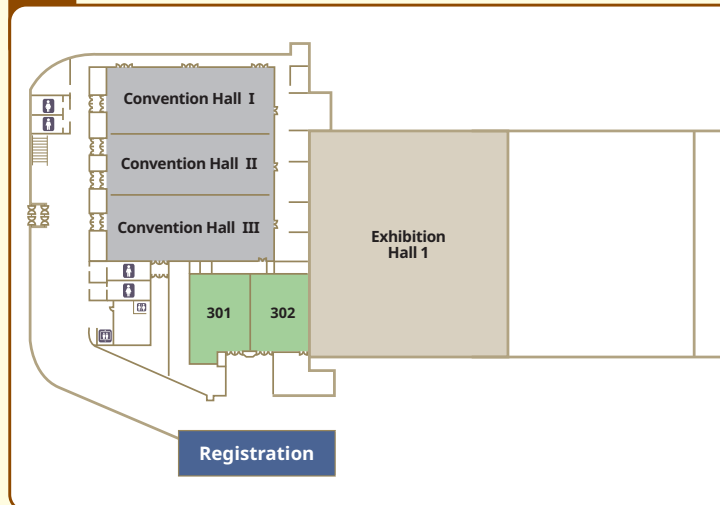 Convention Hall I
Convention Hall II
Convention Hall III
Exhibition
Hall 1
301
302
Registration